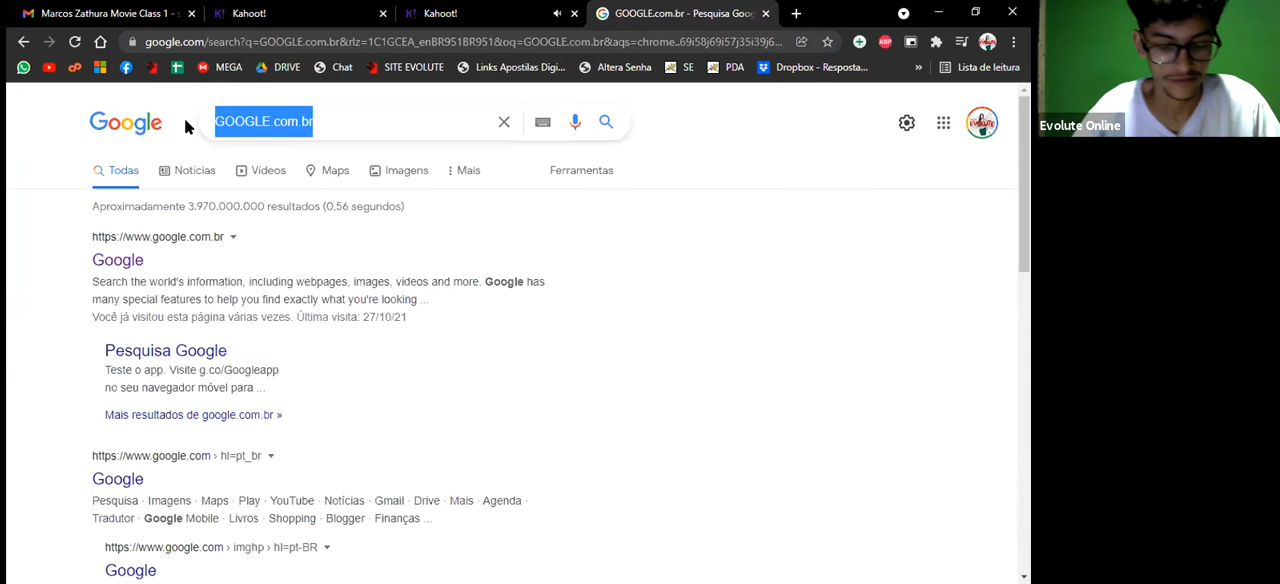 Marcos Zathura Movie Class 1 - s
Kahoot!
Kahoot!
GOOGLE.com.br - Pesquisa Goo
google.com/search?q=GOOGLE.com.br&rlz=1C1GCEA_enBR951BR951&oq=GOOGLE.com.br&aqs=chrome..69i58j69i57j35i39j6...
MEGA
DRIVE
Chat
SITE EVOLUTE
Links Apostilas Digi...
Altera Senha
SE
PDA
Dropbox - Resposta...
»
Lista de leitura
Google
GOOGLE.com.br
Todas
Notícias
Vídeos
Maps
Imagens
Mais
Ferramentas
Aproximadamente 3.970.000.000 resultados (0,56 segundos)
https://www.google.com.br
Google
Search the world's information, including webpages, images, videos and more. Google has
many special features to help you find exactly what you're looking ...
Você já visitou esta página várias vezes. Última visita: 27/10/21
Pesquisa Google
Teste o app. Visite g.co/Googleapp
no seu navegador móvel para ...
Mais resultados de google.com.br »
https://www.google.com › hl=pt_br
Google
Pesquisa · Imagens · Maps · Play · YouTube · Notícias · Gmail · Drive · Mais · Agenda ·
Tradutor · Google Mobile · Livros · Shopping · Blogger · Finanças ...
https://www.google.com › imghp › hl=pt-BR
Google
Evolute Online